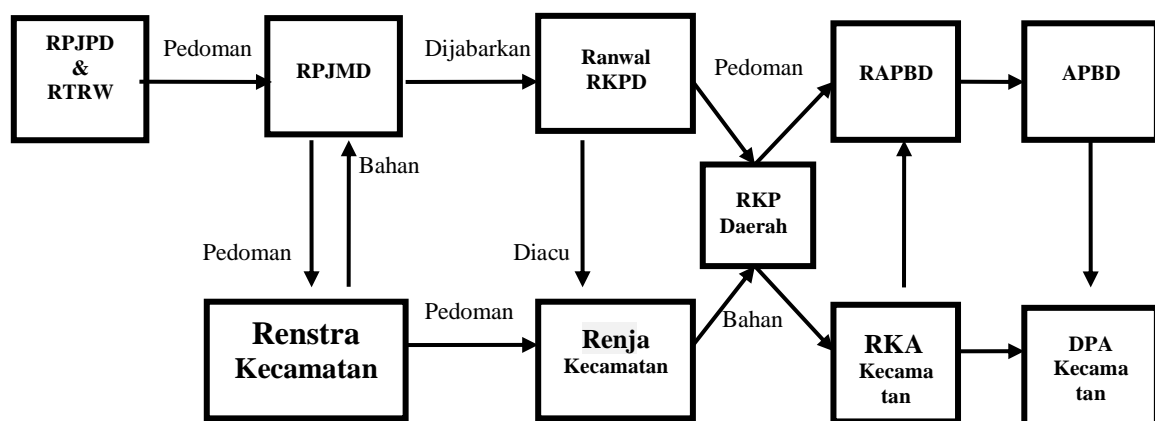 RPJPD
&
RTRW
Pedoman
RPJMD
Dijabarkan
Ranwal
RKPD
Pedoman
RAPBD
APBD
Bahan
RKP
Daerah
Pedoman
Diacu
Renstra
Kecamatan
Pedoman
Renja
Kecamatan
Bahan
RKA
Kecama
tan
DPA
Kecama
tan